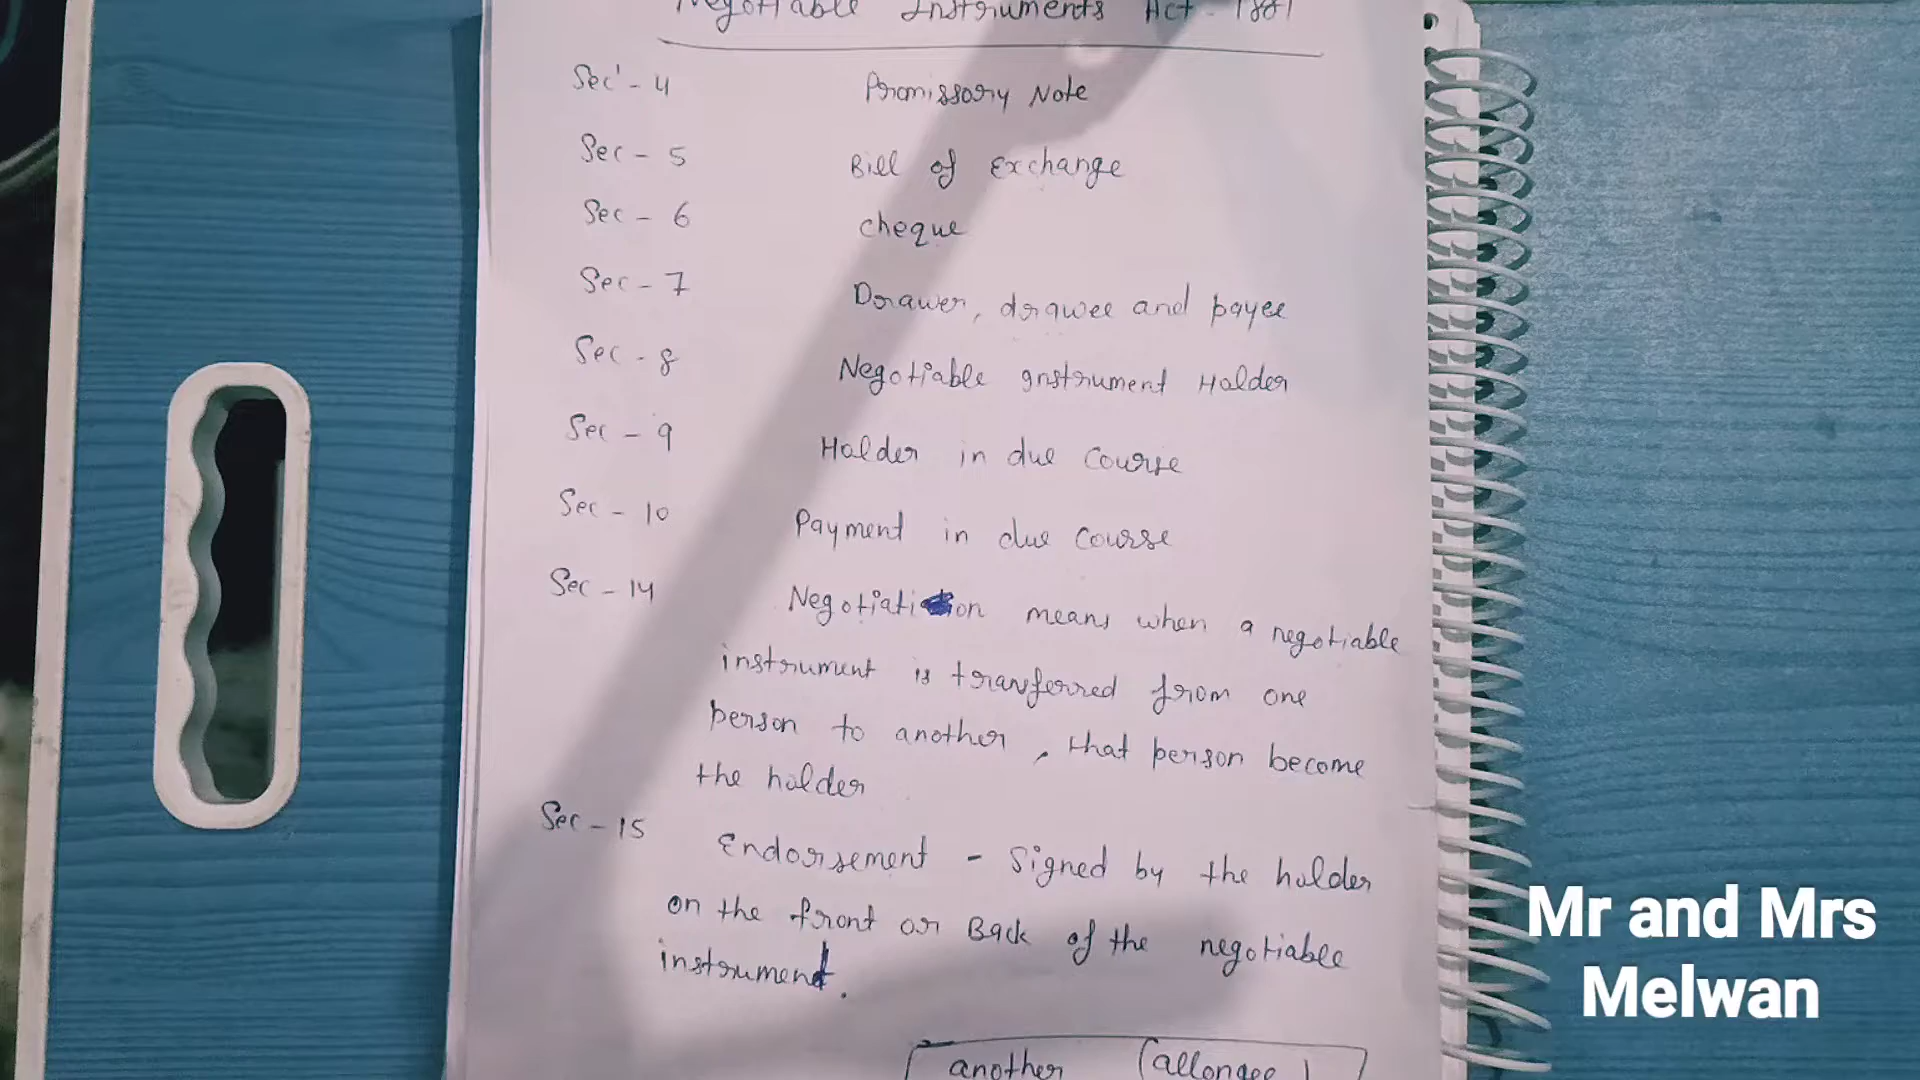 Negotiable Instruments Act - 1881
Sec - 4 Promissory Note
Sec - 5 Bill of Exchange
Sec - 6 cheque
Sec - 7 Drawer, drawee and payee
Sec - 8 Negotiable Instrument Holder
Sec - 9 Holder in due course
Sec - 10 Payment in due course
Sec - 14 Negotiation means when a negotiable
instrument is transferred from one
person to another, that person become
the holder
Sec - 15 Endorsement - Signed by the holder
on the front or Back of the negotiable
instrument.
another (allongee)
Mr and Mrs
Melwan